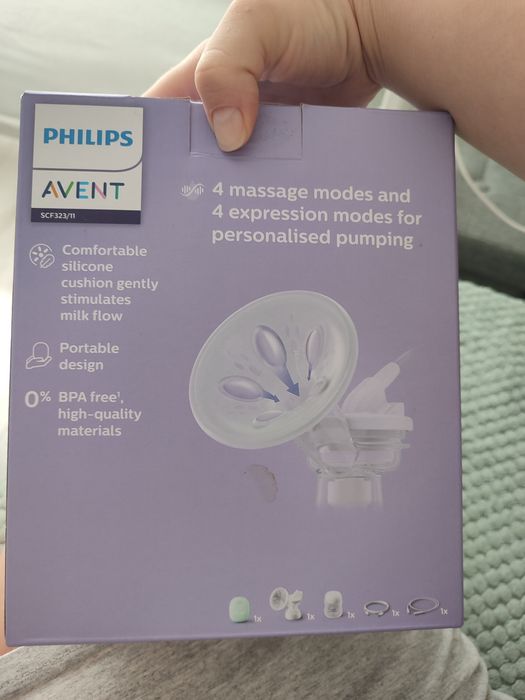 PHILIPS
AVENT
SCF323/11
4 massage modes and
4 expression modes for
personalised pumping
Comfortable
silicone
cushion gently
stimulates
milk flow
Portable
design
0% BPA free¹,
high-quality
materials
1x 1x 1x 1x 1x